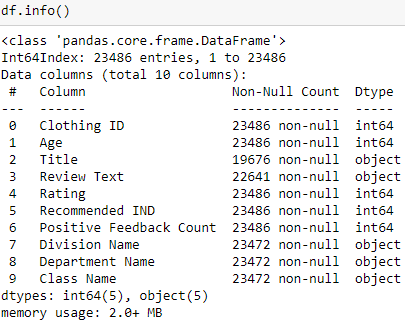 df.info()
<class 'pandas.core.frame.DataFrame'>
Int64Index: 23486 entries, 1 to 23486
Data columns (total 10 columns):
 #   Column                   Non-Null Count  Dtype
---  ------                   --------------  -----
 0   Clothing ID              23486 non-null  int64
 1   Age                      23486 non-null  int64
 2   Title                    19676 non-null  object
 3   Review Text              22641 non-null  object
 4   Rating                   23486 non-null  int64
 5   Recommended IND          23486 non-null  int64
 6   Positive Feedback Count  23486 non-null  int64
 7   Division Name            23472 non-null  object
 8   Department Name          23472 non-null  object
 9   Class Name               23472 non-null  object
dtypes: int64(5), object(5)
memory usage: 2.0+ MB